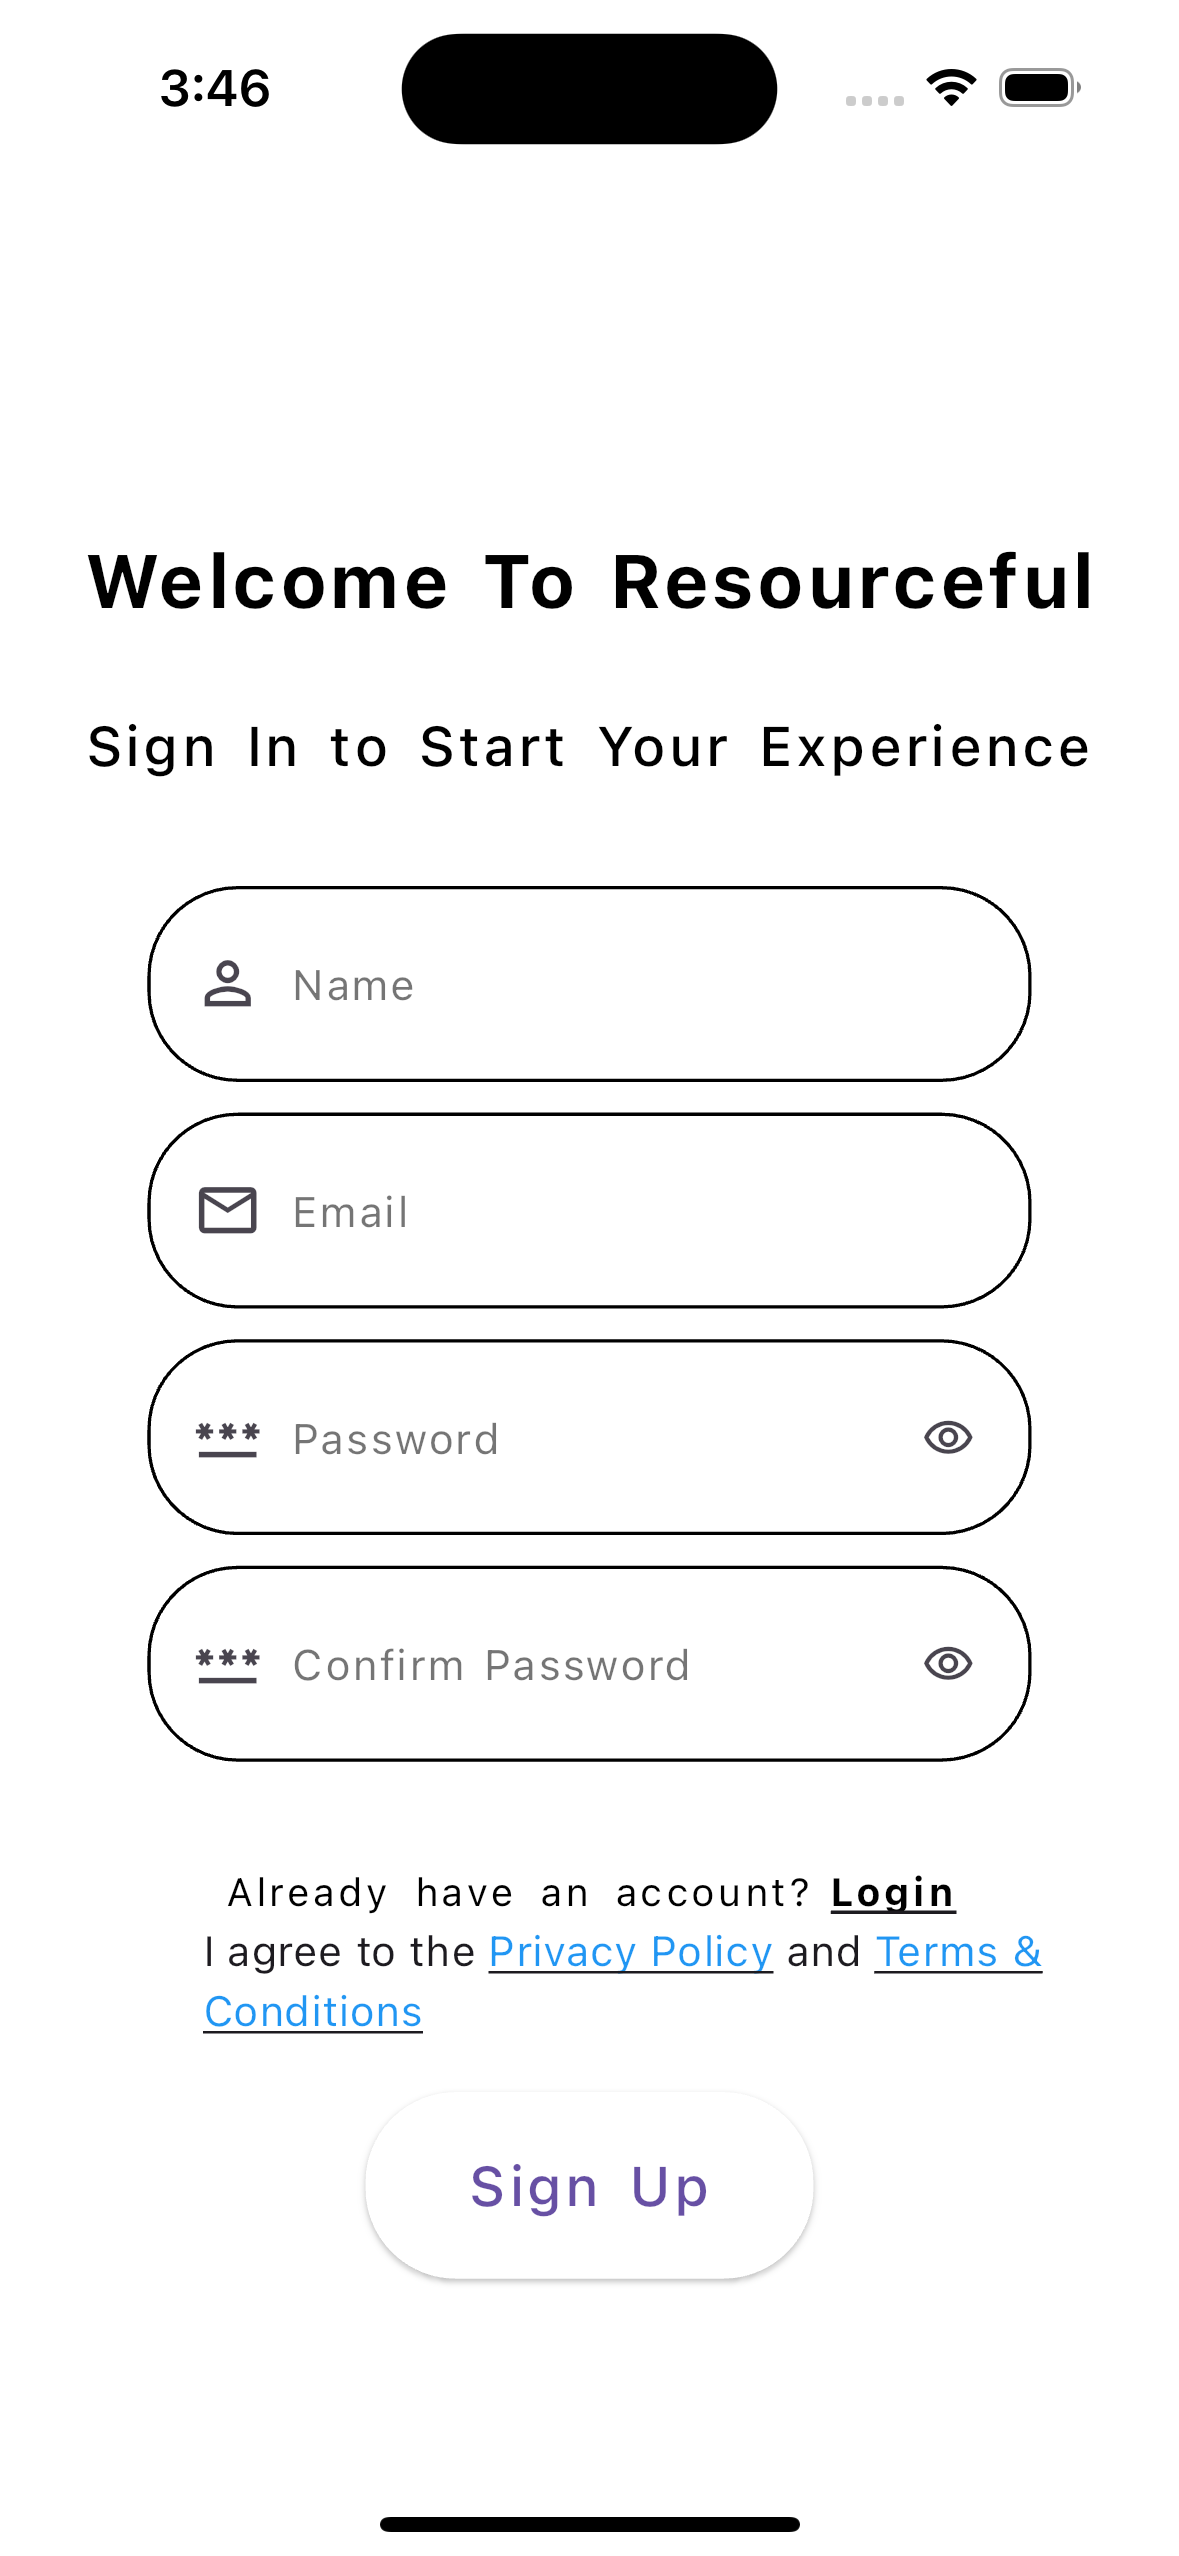 3:46
Welcome To Resourceful
Sign In to Start Your Experience
Name
Email
*** Password
*** Confirm Password
Already have an account? Login
I agree to the Privacy Policy and Terms &
Conditions
Sign Up